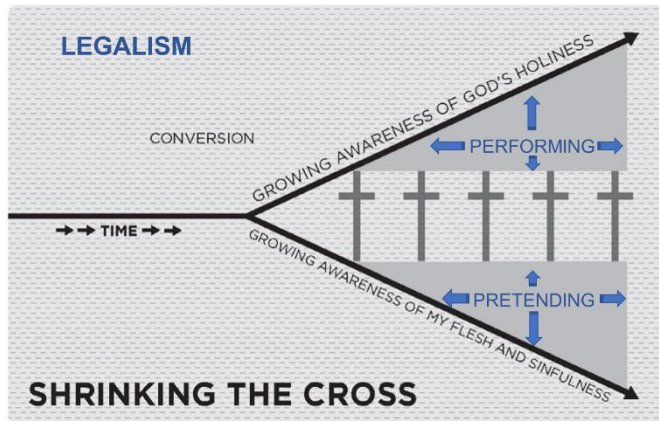 LEGALISM
CONVERSION
GROWING AWARENESS OF GOD'S HOLINESS
PERFORMING
TIME
GROWING AWARENESS OF MY FLESH AND SINFULNESS
PRETENDING
SHRINKING THE CROSS